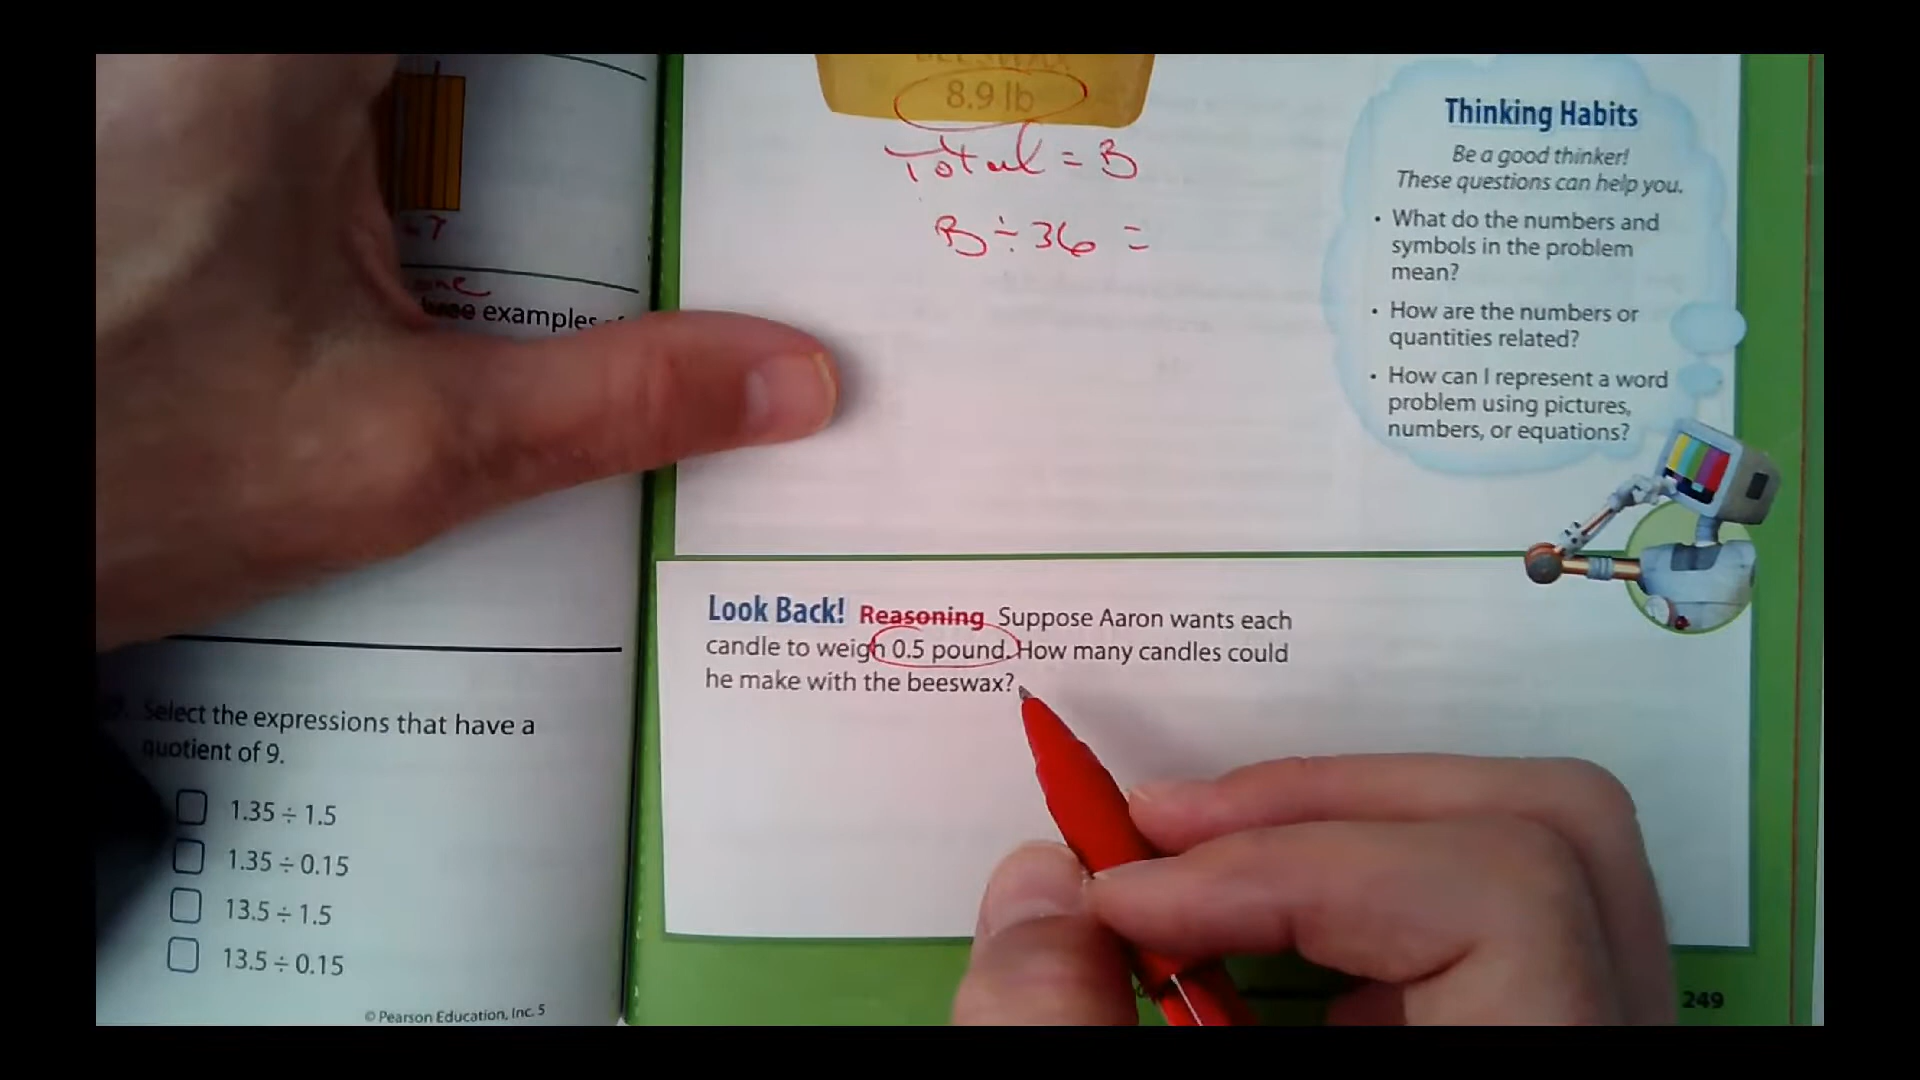 8.9 lb
Total = B
B ÷ 36 =
Thinking Habits
Be a good thinker!
These questions can help you.
• What do the numbers and
symbols in the problem
mean?
• How are the numbers or
quantities related?
• How can I represent a word
problem using pictures,
numbers, or equations?
one
examples
Look Back! Reasoning Suppose Aaron wants each
candle to weigh 0.5 pound. How many candles could
he make with the beeswax?
Select the expressions that have a
quotient of 9.
1.35 ÷ 1.5
1.35 ÷ 0.15
13.5 ÷ 1.5
13.5 ÷ 0.15
© Pearson Education, Inc. 5
249